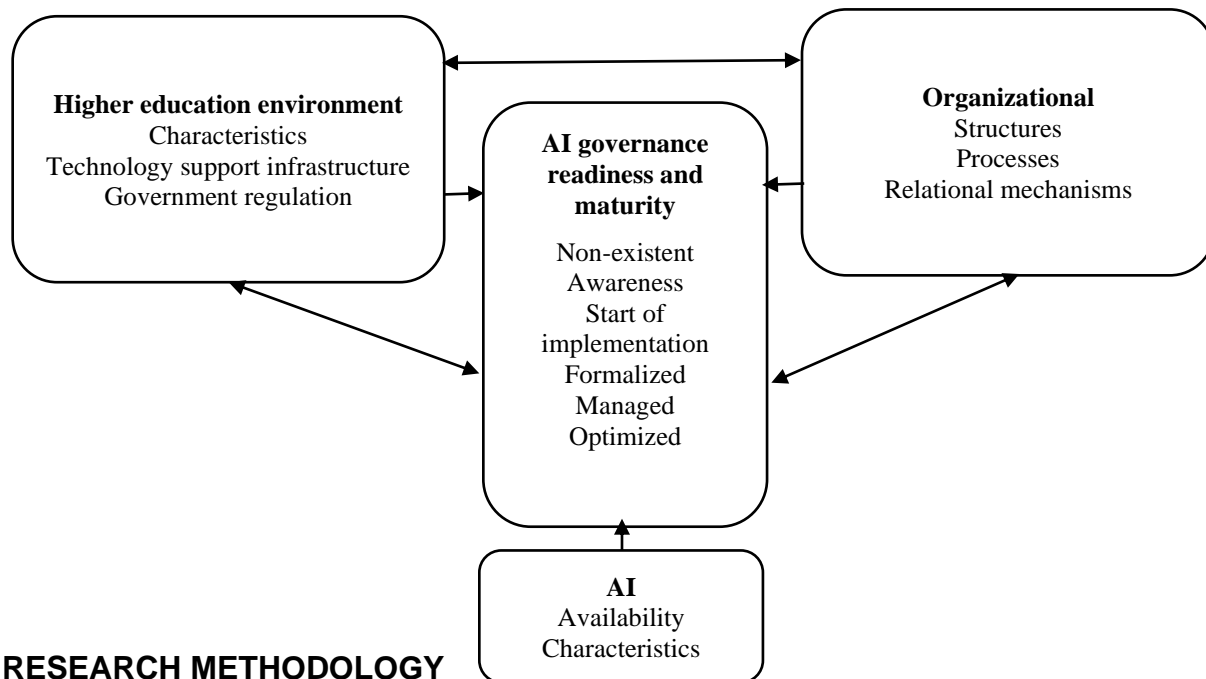 Higher education environment
Characteristics
Technology support infrastructure
Government regulation
AI governance
readiness and
maturity
Non-existent
Awareness
Start of
implementation
Formalized
Managed
Optimized
Organizational
Structures
Processes
Relational mechanisms
AI
Availability
Characteristics
RESEARCH METHODOLOGY